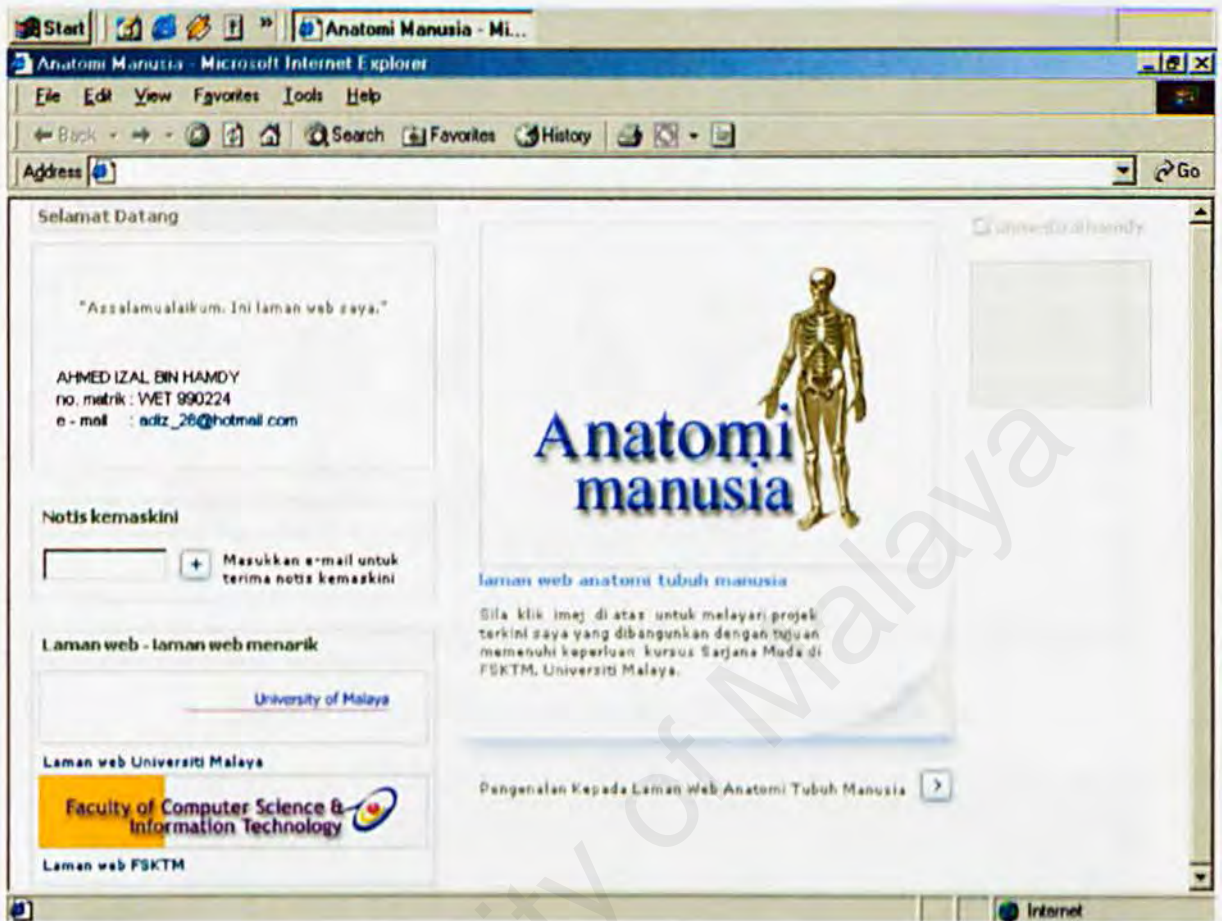 Start » Anatomi Manusia - Mi...
Anatomi Manusia - Microsoft Internet Explorer
File Edit View Favorites Tools Help
Back Search Favorites History
Address Go
Selamat Datang
"Assalamualaikum. Ini laman web saya."
AHMED IZAL BIN HAMDY
no. matrik : WET 990224
e - mail : adiz_26@hotmail.com
Notis kemaskini
+ Masukkan e-mail untuk
terima notis kemaskini
Laman web - laman web menarik
University of Malaya
Laman web Universiti Malaya
Faculty of Computer Science &
Information Technology
Laman web FSKTM
Anatomi
manusia
laman web anatomi tubuh manusia
Sila klik imej di atas untuk melayari projek
terkini saya yang dibangunkan dengan tujuan
memenuhi keperluan kursus Sarjana Muda di
FSKTM, Universiti Malaya.
Pengenalan Kepada Laman Web Anatomi Tubuh Manusia >
Internet
of Malaya